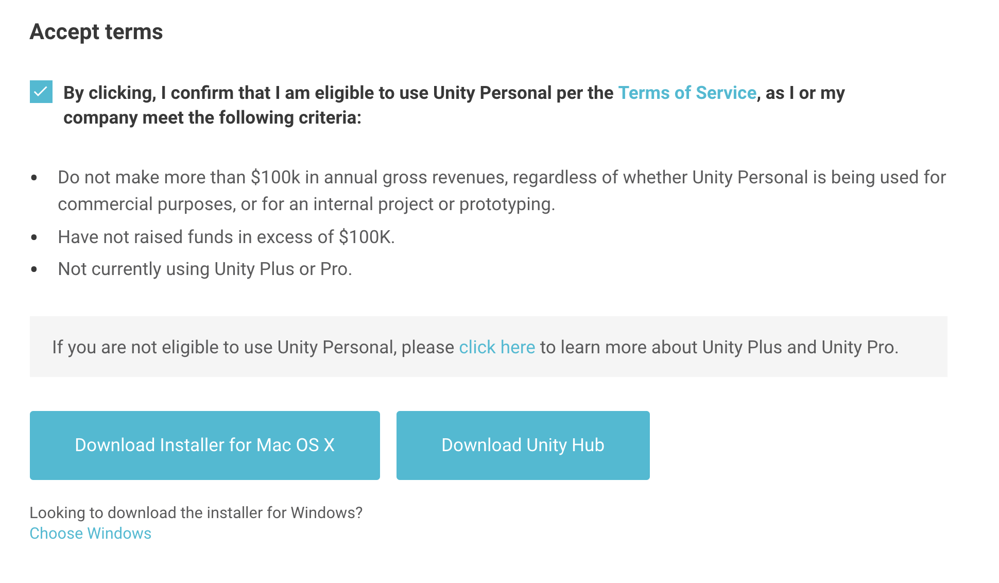 Accept terms
By clicking, I confirm that I am eligible to use Unity Personal per the Terms of Service, as I or my
company meet the following criteria:
• Do not make more than $100k in annual gross revenues, regardless of whether Unity Personal is being used for
commercial purposes, or for an internal project or prototyping.
• Have not raised funds in excess of $100K.
• Not currently using Unity Plus or Pro.
If you are not eligible to use Unity Personal, please click here to learn more about Unity Plus and Unity Pro.
Download Installer for Mac OS X
Download Unity Hub
Looking to download the installer for Windows?
Choose Windows